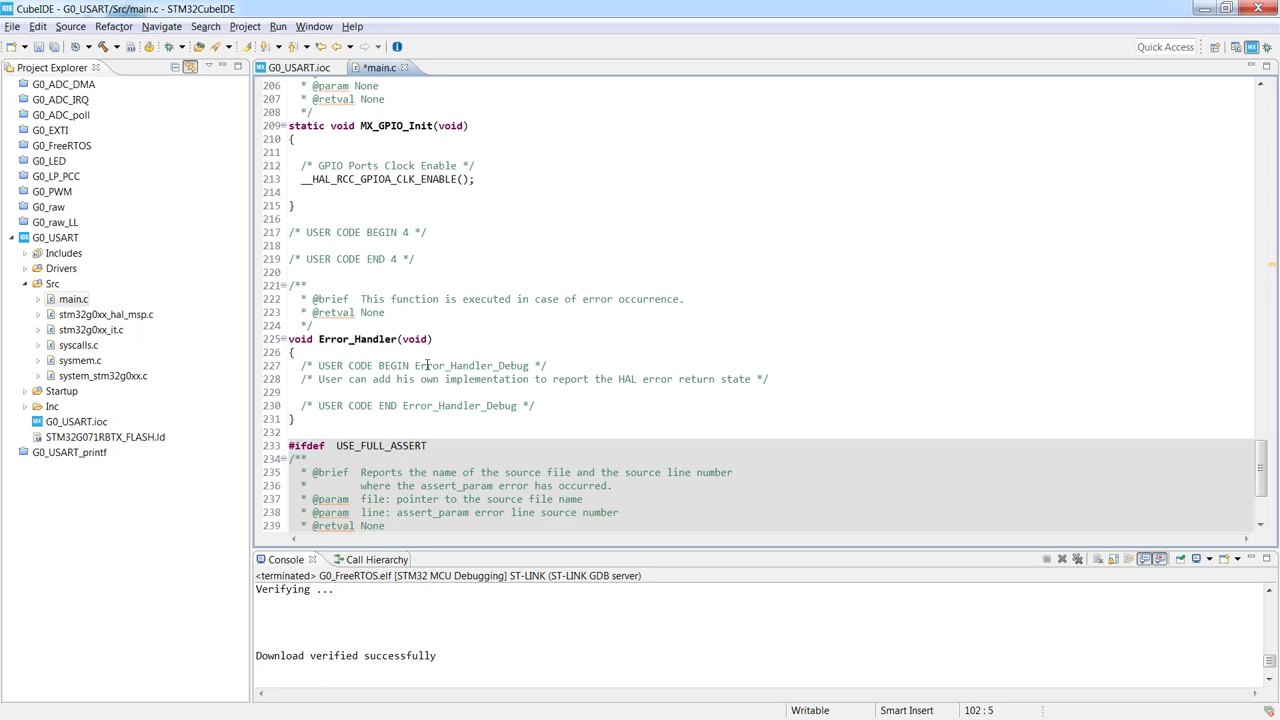 CubeIDE - G0_USART/Src/main.c - STM32CubeIDE
File Edit Source Refactor Navigate Search Project Run Window Help
Quick Access
Project Explorer
G0_ADC_DMA
G0_ADC_IRQ
G0_ADC_poll
G0_EXTI
G0_FreeRTOS
G0_LED
G0_LP_PCC
G0_PWM
G0_raw
G0_raw_LL
G0_USART
Includes
Drivers
Src
main.c
stm32g0xx_hal_msp.c
stm32g0xx_it.c
syscalls.c
sysmem.c
system_stm32g0xx.c
Startup
Inc
G0_USART.ioc
STM32G071RBTX_FLASH.ld
G0_USART_printf
G0_USART.ioc *main.c
206 * @param None
207 * @retval None
208 */
209 static void MX_GPIO_Init(void)
210 {
211
212 /* GPIO Ports Clock Enable */
213 __HAL_RCC_GPIOA_CLK_ENABLE();
214
215 }
216
217 /* USER CODE BEGIN 4 */
218
219 /* USER CODE END 4 */
220
221 /**
222 * @brief This function is executed in case of error occurrence.
223 * @retval None
224 */
225 void Error_Handler(void)
226 {
227 /* USER CODE BEGIN Error_Handler_Debug */
228 /* User can add his own implementation to report the HAL error return state */
229
230 /* USER CODE END Error_Handler_Debug */
231 }
232
233 #ifdef USE_FULL_ASSERT
234 /**
235 * @brief Reports the name of the source file and the source line number
236 * where the assert_param error has occurred.
237 * @param file: pointer to the source file name
238 * @param line: assert_param error line source number
239 * @retval None
Console Call Hierarchy
<terminated> G0_FreeRTOS.elf [STM32 MCU Debugging] ST-LINK (ST-LINK GDB server)
Verifying ...
Download verified successfully
Writable Smart Insert 102 : 5